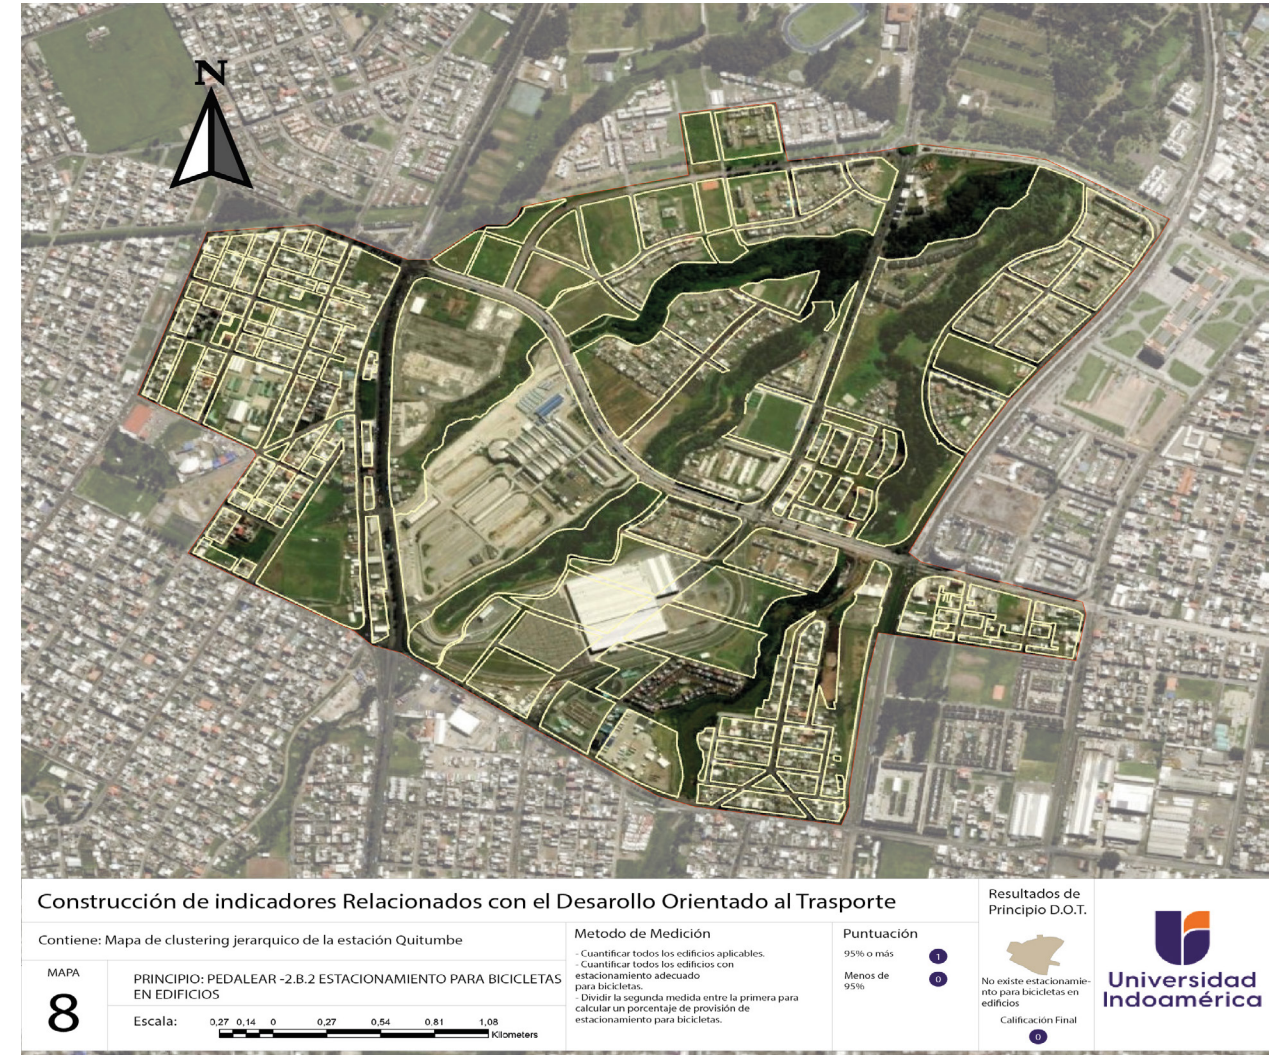 N
Construcción de indicadores Relacionados con el Desarollo Orientado al Trasporte
Contiene: Mapa de clustering jerarquico de la estación Quitumbe
MAPA
8
PRINCIPIO: PEDALEAR -2.B.2 ESTACIONAMIENTO PARA BICICLETAS
EN EDIFICIOS
Escala:
0,27 0,14 0 0,27 0,54 0,81 1,08
Kilometers
Metodo de Medición
- Cuantificar todos los edificios aplicables.
- Cuantificar todos los edificios con
estacionamiento adecuado
para bicicletas.
- Dividir la segunda medida entre la primera para
calcular un porcentaje de provisión de
estacionamiento para bicicletas.
Puntuación
95% o más 1
Menos de
95% 0
Resultados de
Principio D.O.T.
No existe estacionamie-
nto para bicicletas en
edificios
Calificación Final
0
Universidad
Indoamérica